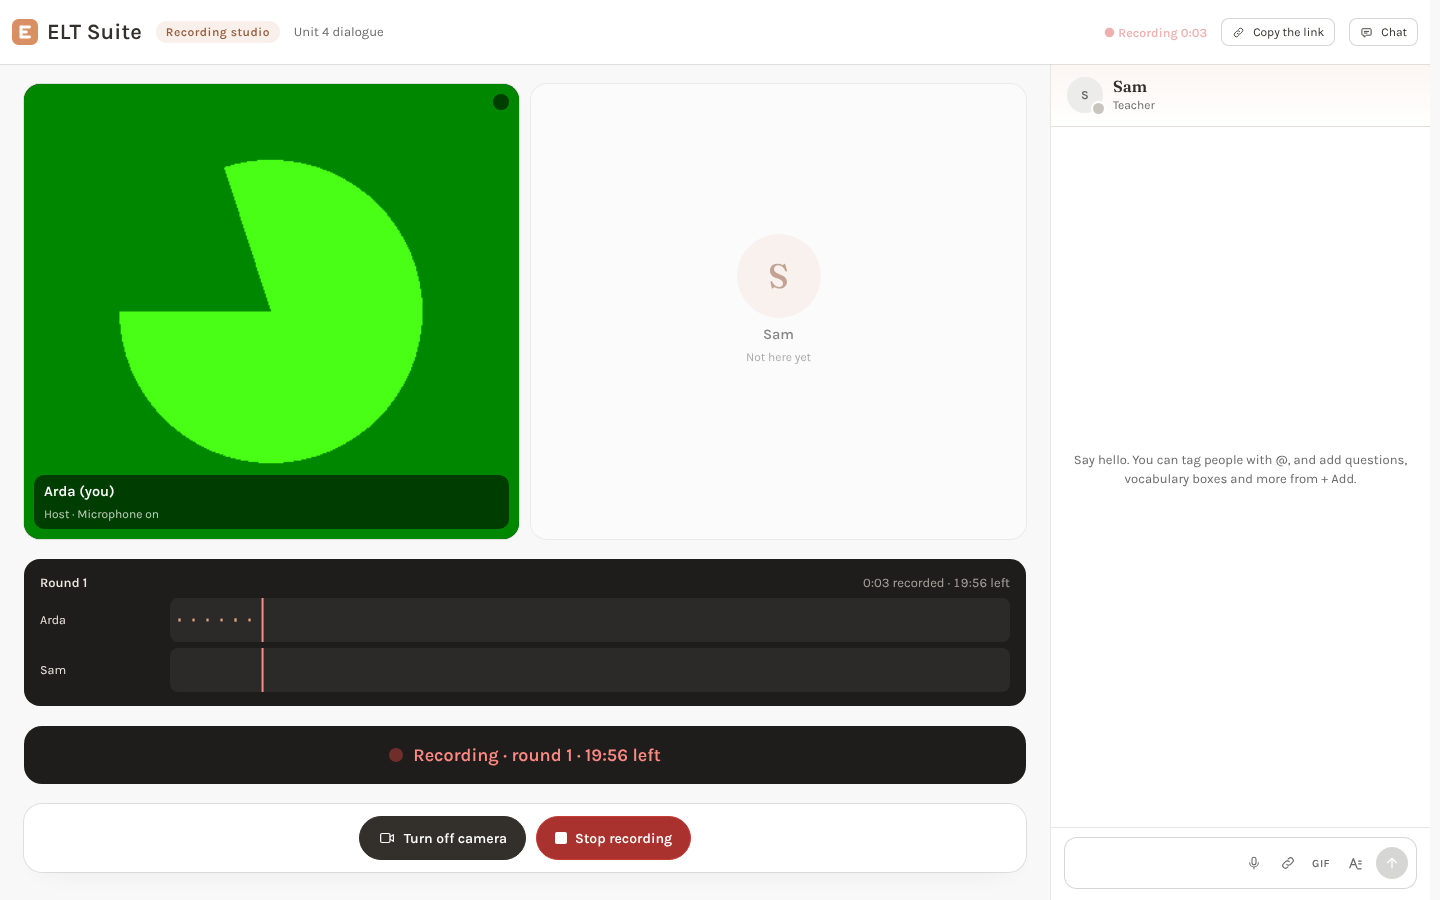 E ELT Suite
Recording studio
Unit 4 dialogue
Recording 0:03
Copy the link
Chat
Arda (you)
Host · Microphone on
S
Sam
Not here yet
Round 1
0:03 recorded · 19:56 left
Arda
Sam
Recording · round 1 · 19:56 left
Turn off camera
Stop recording
S
Sam
Teacher
Say hello. You can tag people with @, and add questions,
vocabulary boxes and more from + Add.
GIF
A